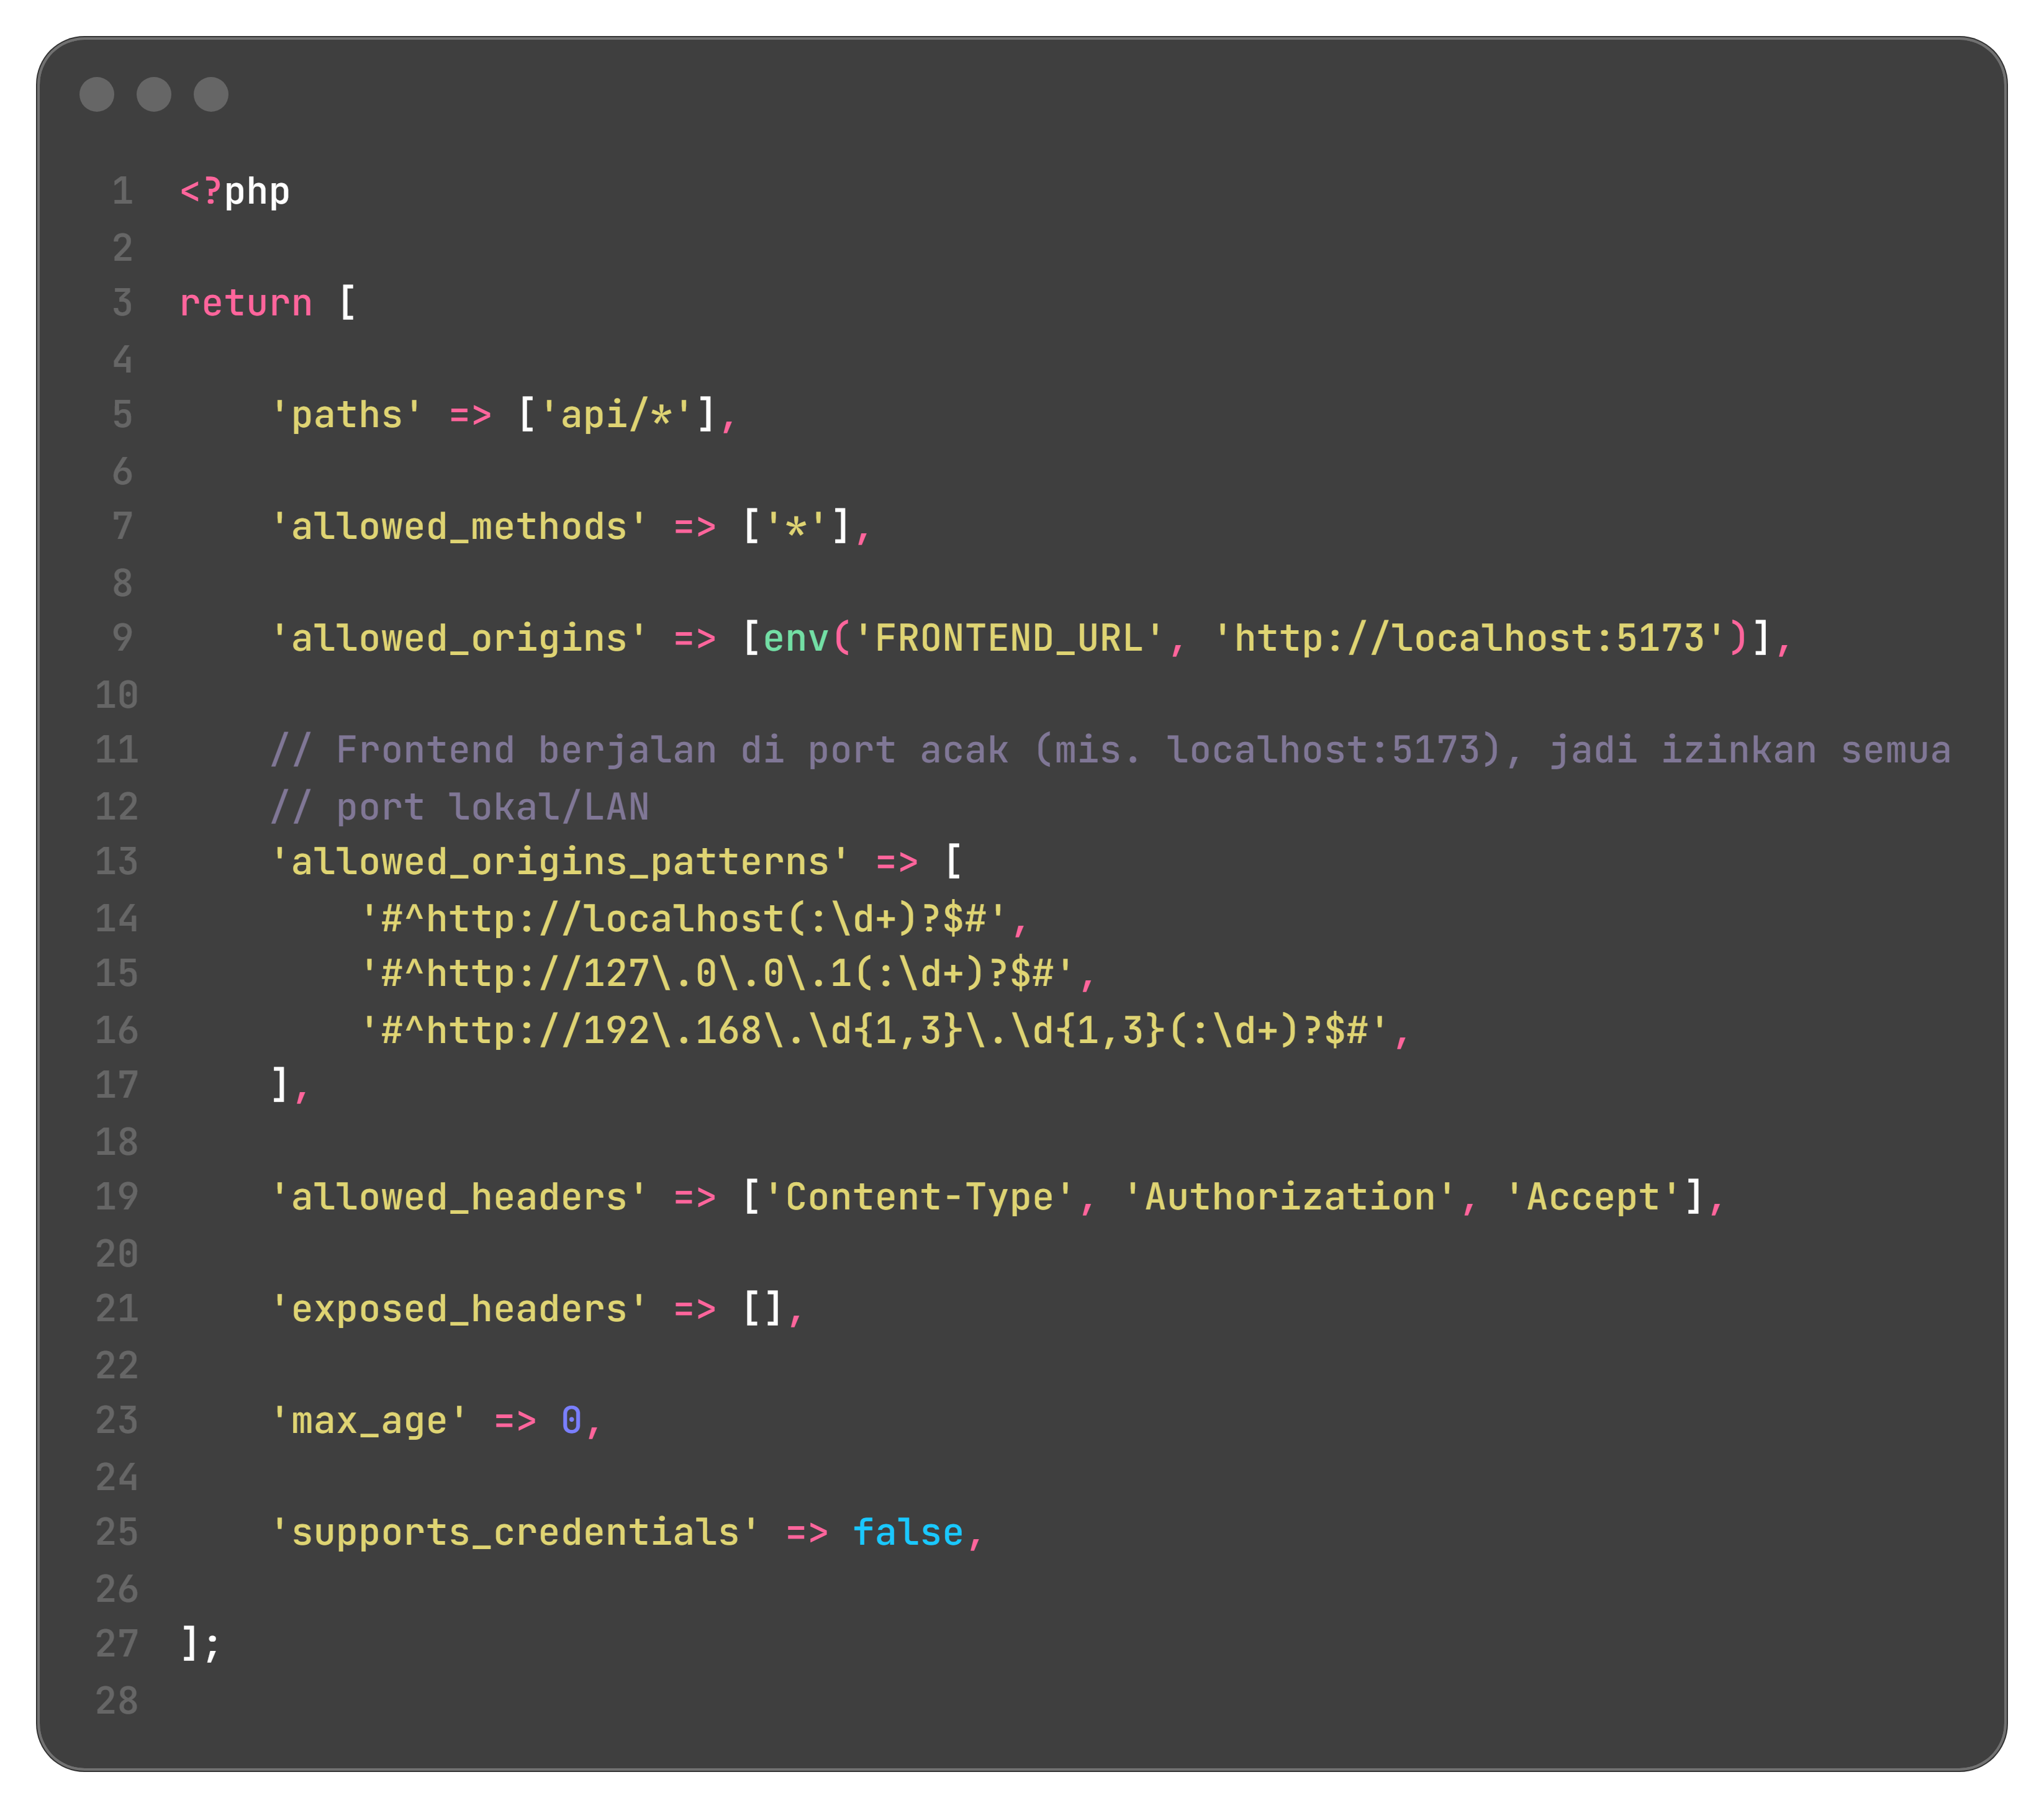 1 <?php
2
3 return [
4
5     'paths' => ['api/*'],
6
7     'allowed_methods' => ['*'],
8
9     'allowed_origins' => [env('FRONTEND_URL', 'http://localhost:5173')],
10
11     // Frontend berjalan di port acak (mis. localhost:5173), jadi izinkan semua
12     // port lokal/LAN
13     'allowed_origins_patterns' => [
14         '#^http://localhost(:\d+)?$#',
15         '#^http://127\.0\.0\.1(:\d+)?$#',
16         '#^http://192\.168\.\d{1,3}\.\d{1,3}(:\d+)?$#',
17     ],
18
19     'allowed_headers' => ['Content-Type', 'Authorization', 'Accept'],
20
21     'exposed_headers' => [],
22
23     'max_age' => 0,
24
25     'supports_credentials' => false,
26
27 ];
28